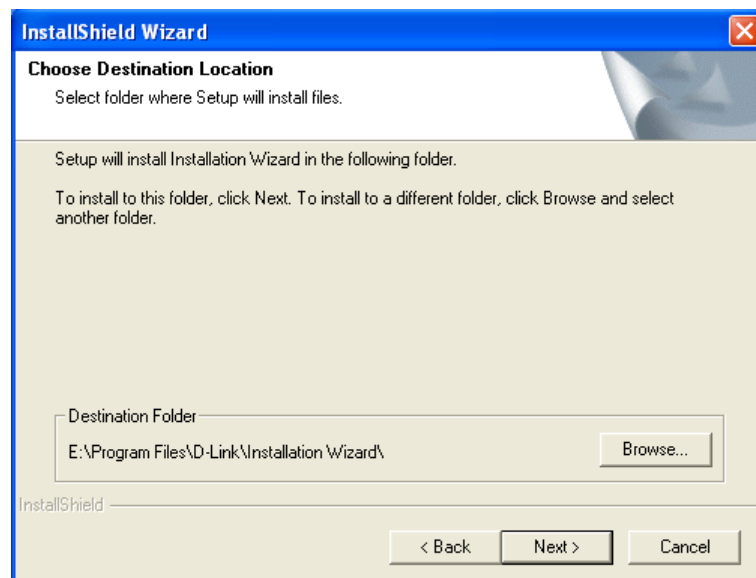 InstallShield Wizard
Choose Destination Location
Select folder where Setup will install files.
Setup will install Installation Wizard in the following folder.
To install to this folder, click Next. To install to a different folder, click Browse and select
another folder.
Destination Folder
E:\Program Files\D-Link\Installation Wizard\
Browse...
InstallShield
< Back
Next >
Cancel